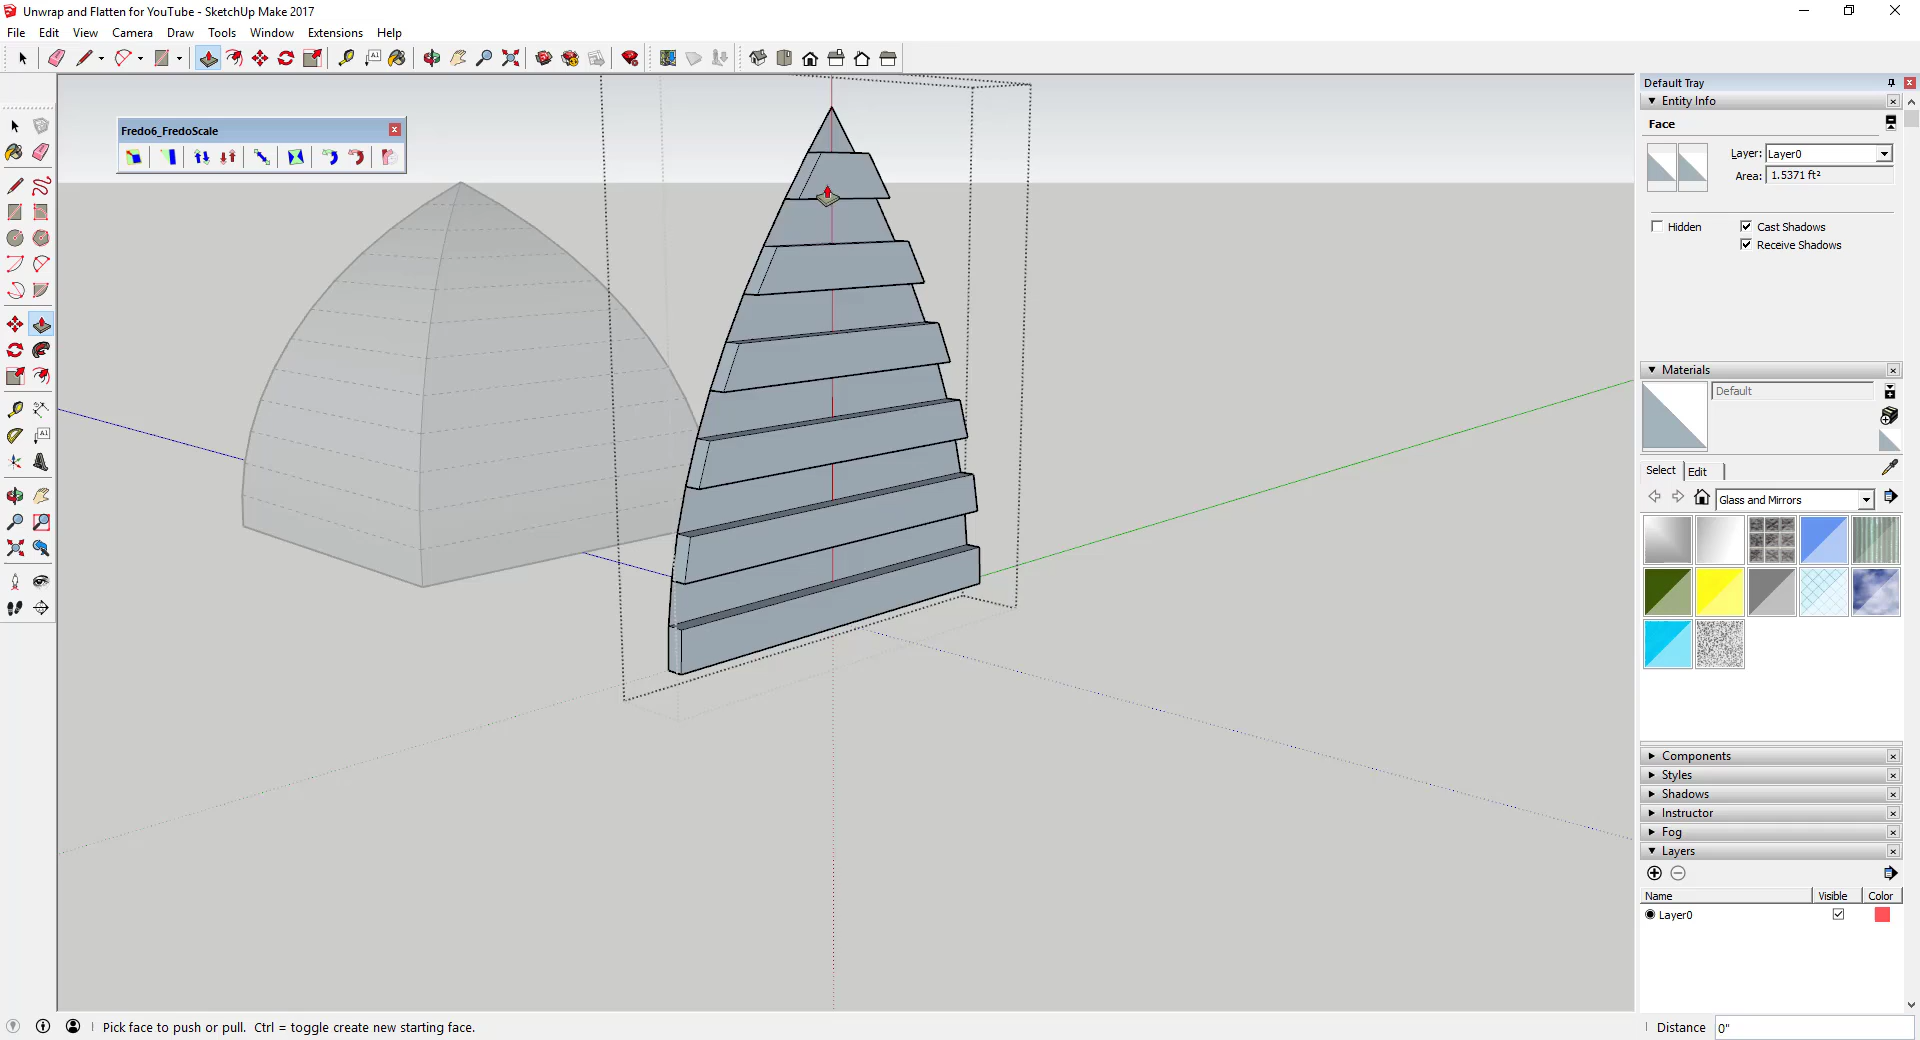 Unwrap and Flatten for YouTube - SketchUp Make 2017
File Edit View Camera Draw Tools Window Extensions Help
A1
Default Tray
Entity Info
Face
Layer: Layer0
Area: 1.5371 ft²
Hidden
Cast Shadows
Receive Shadows
Fredo6_FredoScale
Materials
Default
A1
Select Edit
Glass and Mirrors
Components
Styles
Shadows
Instructor
Fog
Layers
Name Visible Color
Layer0
Pick face to push or pull. Ctrl = toggle create new starting face.
Distance 0"